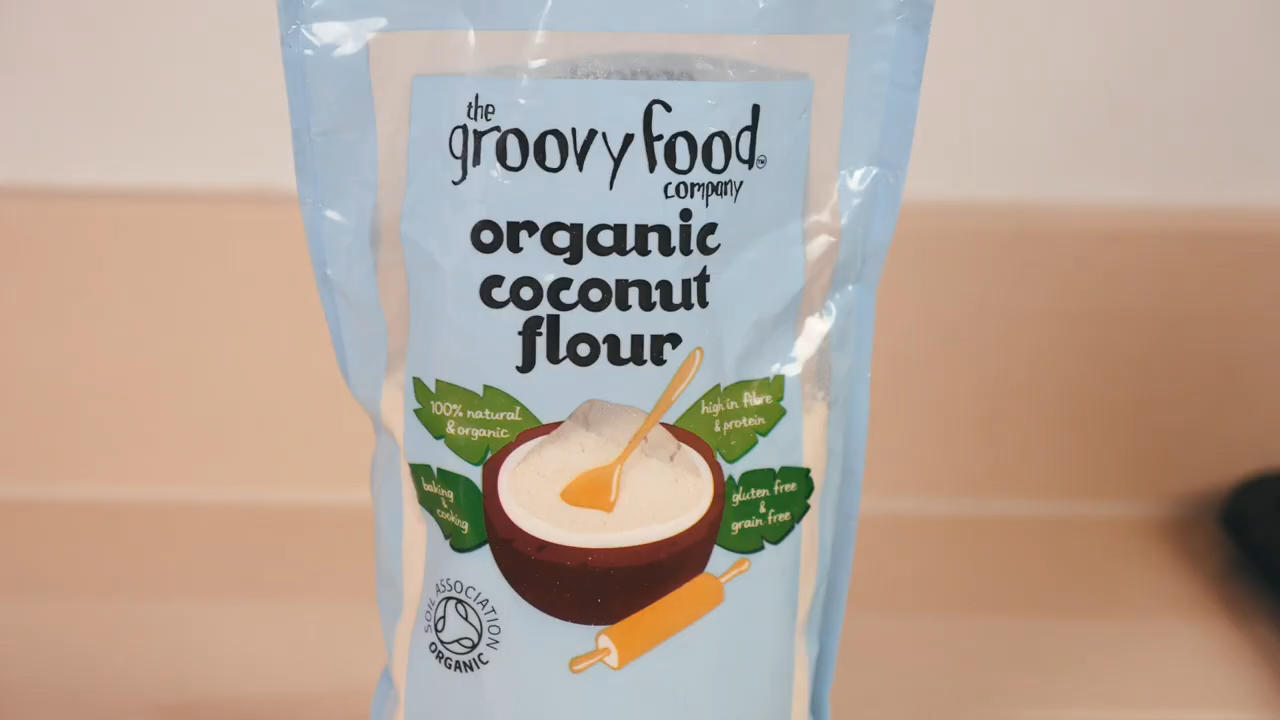 the
groovy food™
company
organic
coconut
flour
100% natural
& organic
high in fibre
& protein
baking
&
cooking
gluten free
&
grain free
SOIL ASSOCIATION
ORGANIC